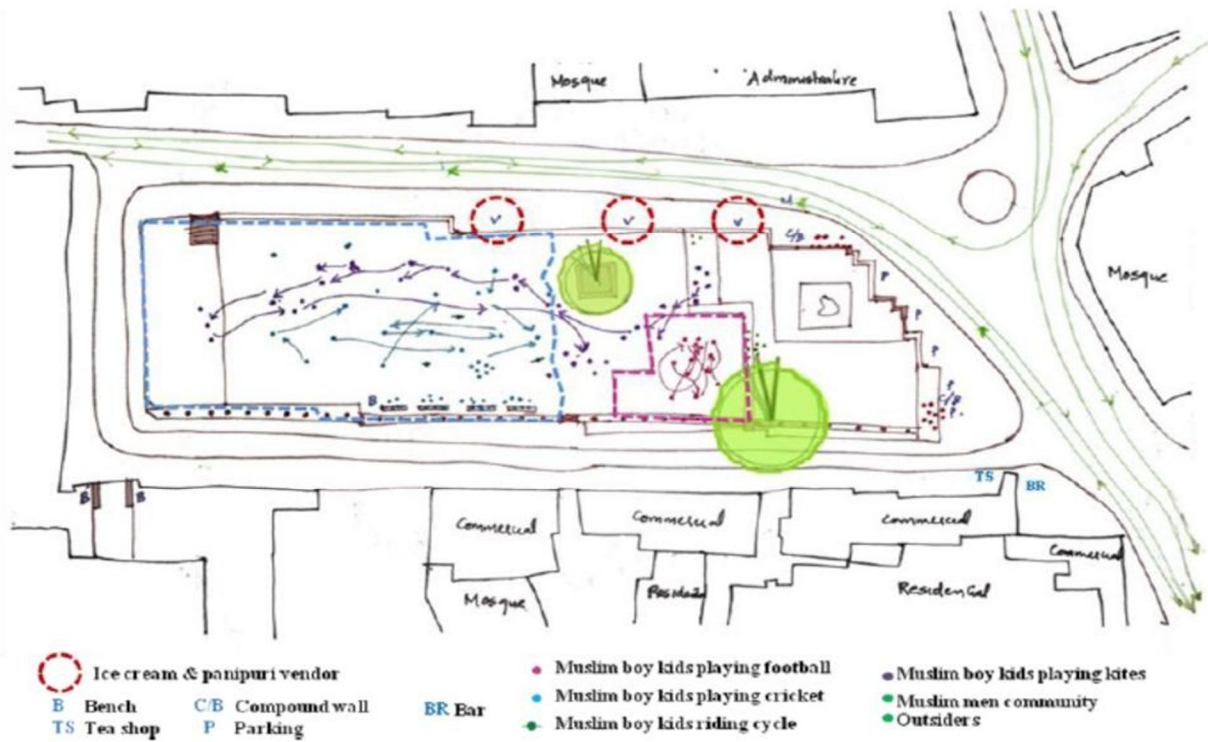 Mosque
Administrative
V
V
V
C/B
P
P
P
P
C/B
P
Mosque
B
TS
BR
B
B
Commercial
Commercial
Commercial
Commercial
Mosque
Residential
Ice cream & panipuri vendor
B Bench
C/B Compound wall
BR Bar
TS Tea shop
P Parking
Muslim boy kids playing football
Muslim boy kids playing cricket
Muslim boy kids riding cycle
Muslim boy kids playing kites
Muslim men community
Outsiders